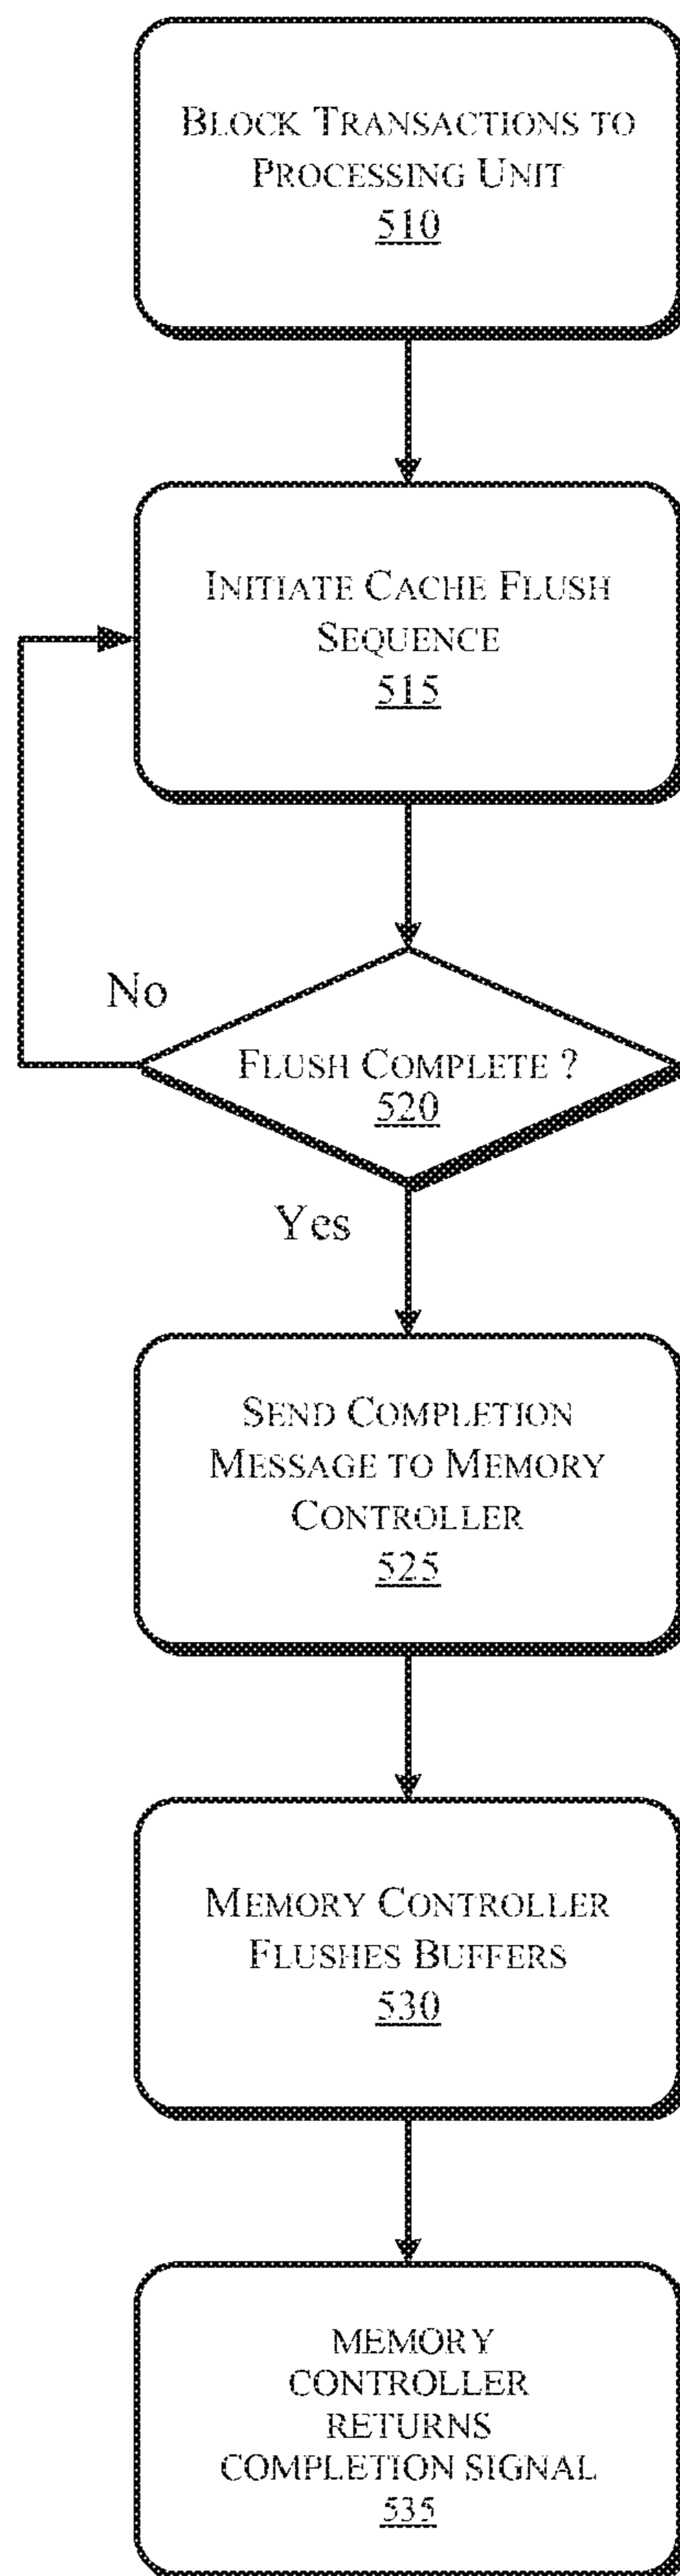 BLOCK TRANSACTIONS TO
PROCESSING UNIT
510
INITIATE CACHE FLUSH
SEQUENCE
515
No
FLUSH COMPLETE ?
520
Yes
SEND COMPLETION
MESSAGE TO MEMORY
CONTROLLER
525
MEMORY CONTROLLER
FLUSHES BUFFERS
530
MEMORY
CONTROLLER
RETURNS
COMPLETION SIGNAL
535